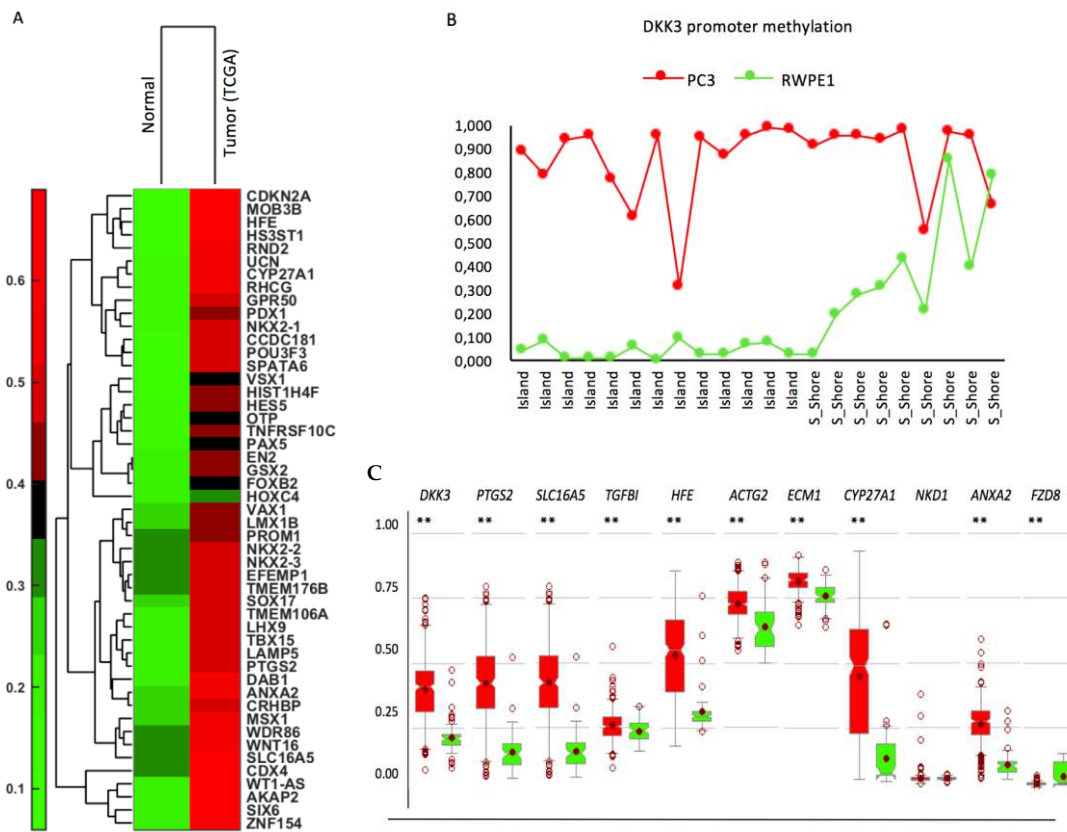 A
Normal
Tumor (TCGA)
0.6
0.5
0.4
0.3
0.2
0.1
CDKN2A
MOB3B
HFE
HS3ST1
RND2
UCN
CYP27A1
RHCG
GPR50
PDX1
NKX2-1
CCDC181
POU3F3
SPATA6
VSX1
HIST1H4F
HES5
OTP
TNFRSF10C
PAX5
EN2
GSX2
FOXB2
HOXC4
VAX1
LMX1B
PROM1
NKX2-2
NKX2-3
EFEMP1
TMEM176B
SOX17
TMEM106A
LHX9
TBX15
LAMP5
PTGS2
DAB1
ANXA2
CRHBP
MSX1
WDR86
WNT16
SLC16A5
CDX4
WT1-AS
AKAP2
SIX6
ZNF154
B
DKK3 promoter methylation
PC3 RWPE1
1,000
0,900
0,800
0,700
0,600
0,500
0,400
0,300
0,200
0,100
0,000
Island
Island
Island
Island
Island
Island
Island
Island
Island
Island
Island
Island
Island
S_Shore
S_Shore
S_Shore
S_Shore
S_Shore
S_Shore
S_Shore
S_Shore
S_Shore
C
DKK3 PTGS2 SLC16A5 TGFBI HFE ACTG2 ECM1 CYP27A1 NKD1 ANXA2 FZD8
** ** ** ** ** ** ** ** ** **
1.00
0.75
0.50
0.25
0.00